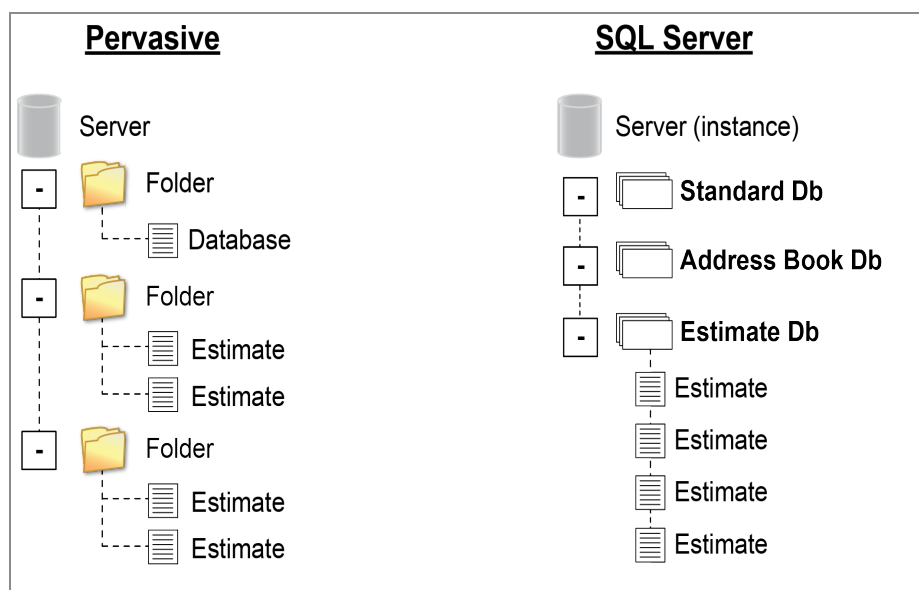 Pervasive
Server
-
Folder
Database
-
Folder
Estimate
Estimate
-
Folder
Estimate
Estimate
SQL Server
Server (instance)
-
Standard Db
-
Address Book Db
-
Estimate Db
Estimate
Estimate
Estimate
Estimate